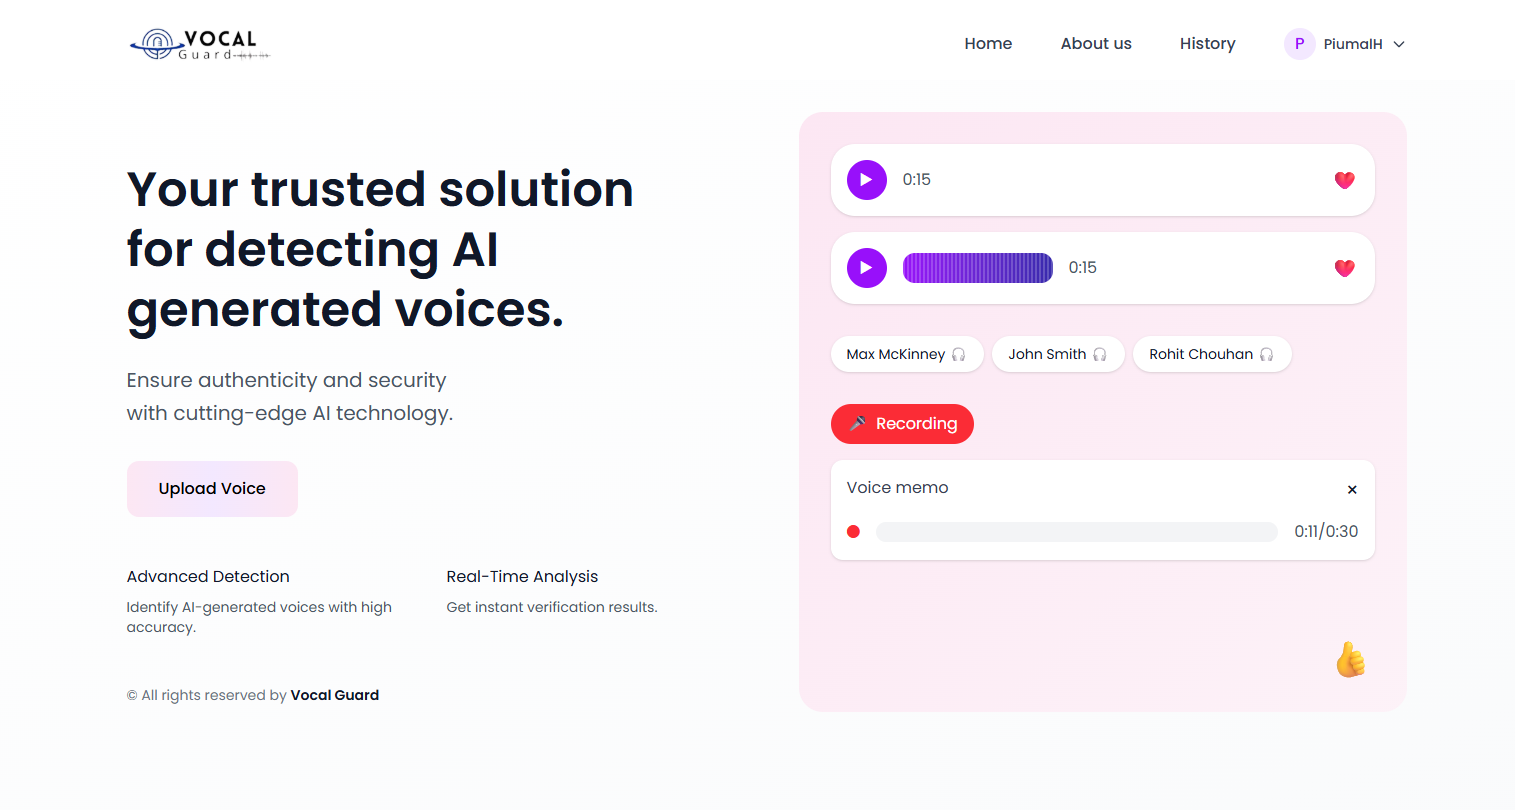 VOCAL
Guard
Home
About us
History
P
PiumalH
Your trusted solution
for detecting AI
generated voices.
Ensure authenticity and security
with cutting-edge AI technology.
Upload Voice
Advanced Detection
Identify AI-generated voices with high
accuracy.
Real-Time Analysis
Get instant verification results.
© All rights reserved by Vocal Guard
0:15
0:15
Max McKinney
John Smith
Rohit Chouhan
Recording
Voice memo
×
0:11/0:30